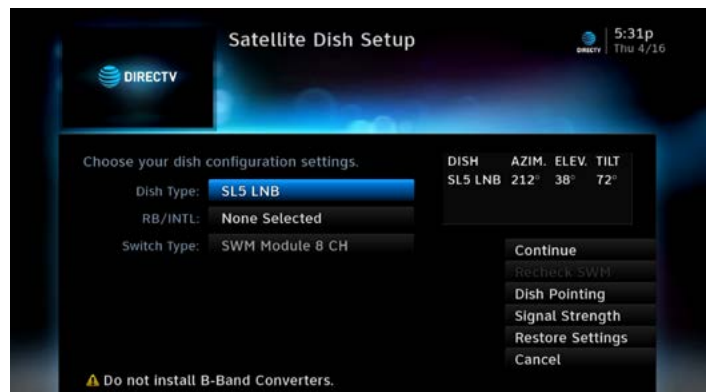 Satellite Dish Setup
DIRECTV
5:31p
Thu 4/16
DIRECTV
Choose your dish configuration settings.
Dish Type: SL5 LNB
RB/INTL: None Selected
Switch Type: SWM Module 8 CH
DISH AZIM. ELEV. TILT
SL5 LNB 212° 38° 72°
Continue
Recheck SWM
Dish Pointing
Signal Strength
Restore Settings
Cancel
Do not install B-Band Converters.